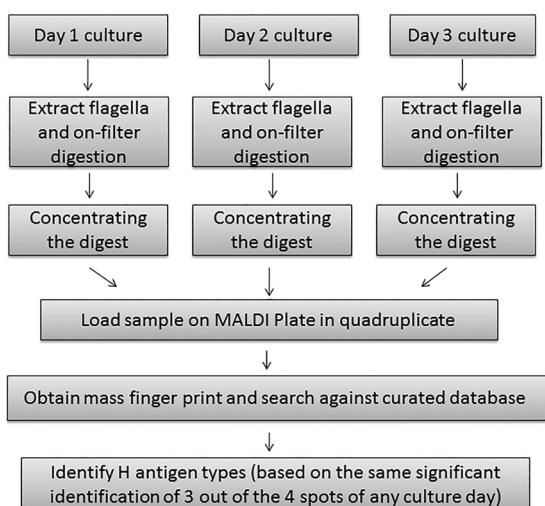 Day 1 culture
Day 2 culture
Day 3 culture
Extract flagella
and on-filter
digestion
Extract flagella
and on-filter
digestion
Extract flagella
and on-filter
digestion
Concentrating
the digest
Concentrating
the digest
Concentrating
the digest
Load sample on MALDI Plate in quadruplicate
Obtain mass finger print and search against curated database
Identify H antigen types (based on the same significant
identification of 3 out of the 4 spots of any culture day)